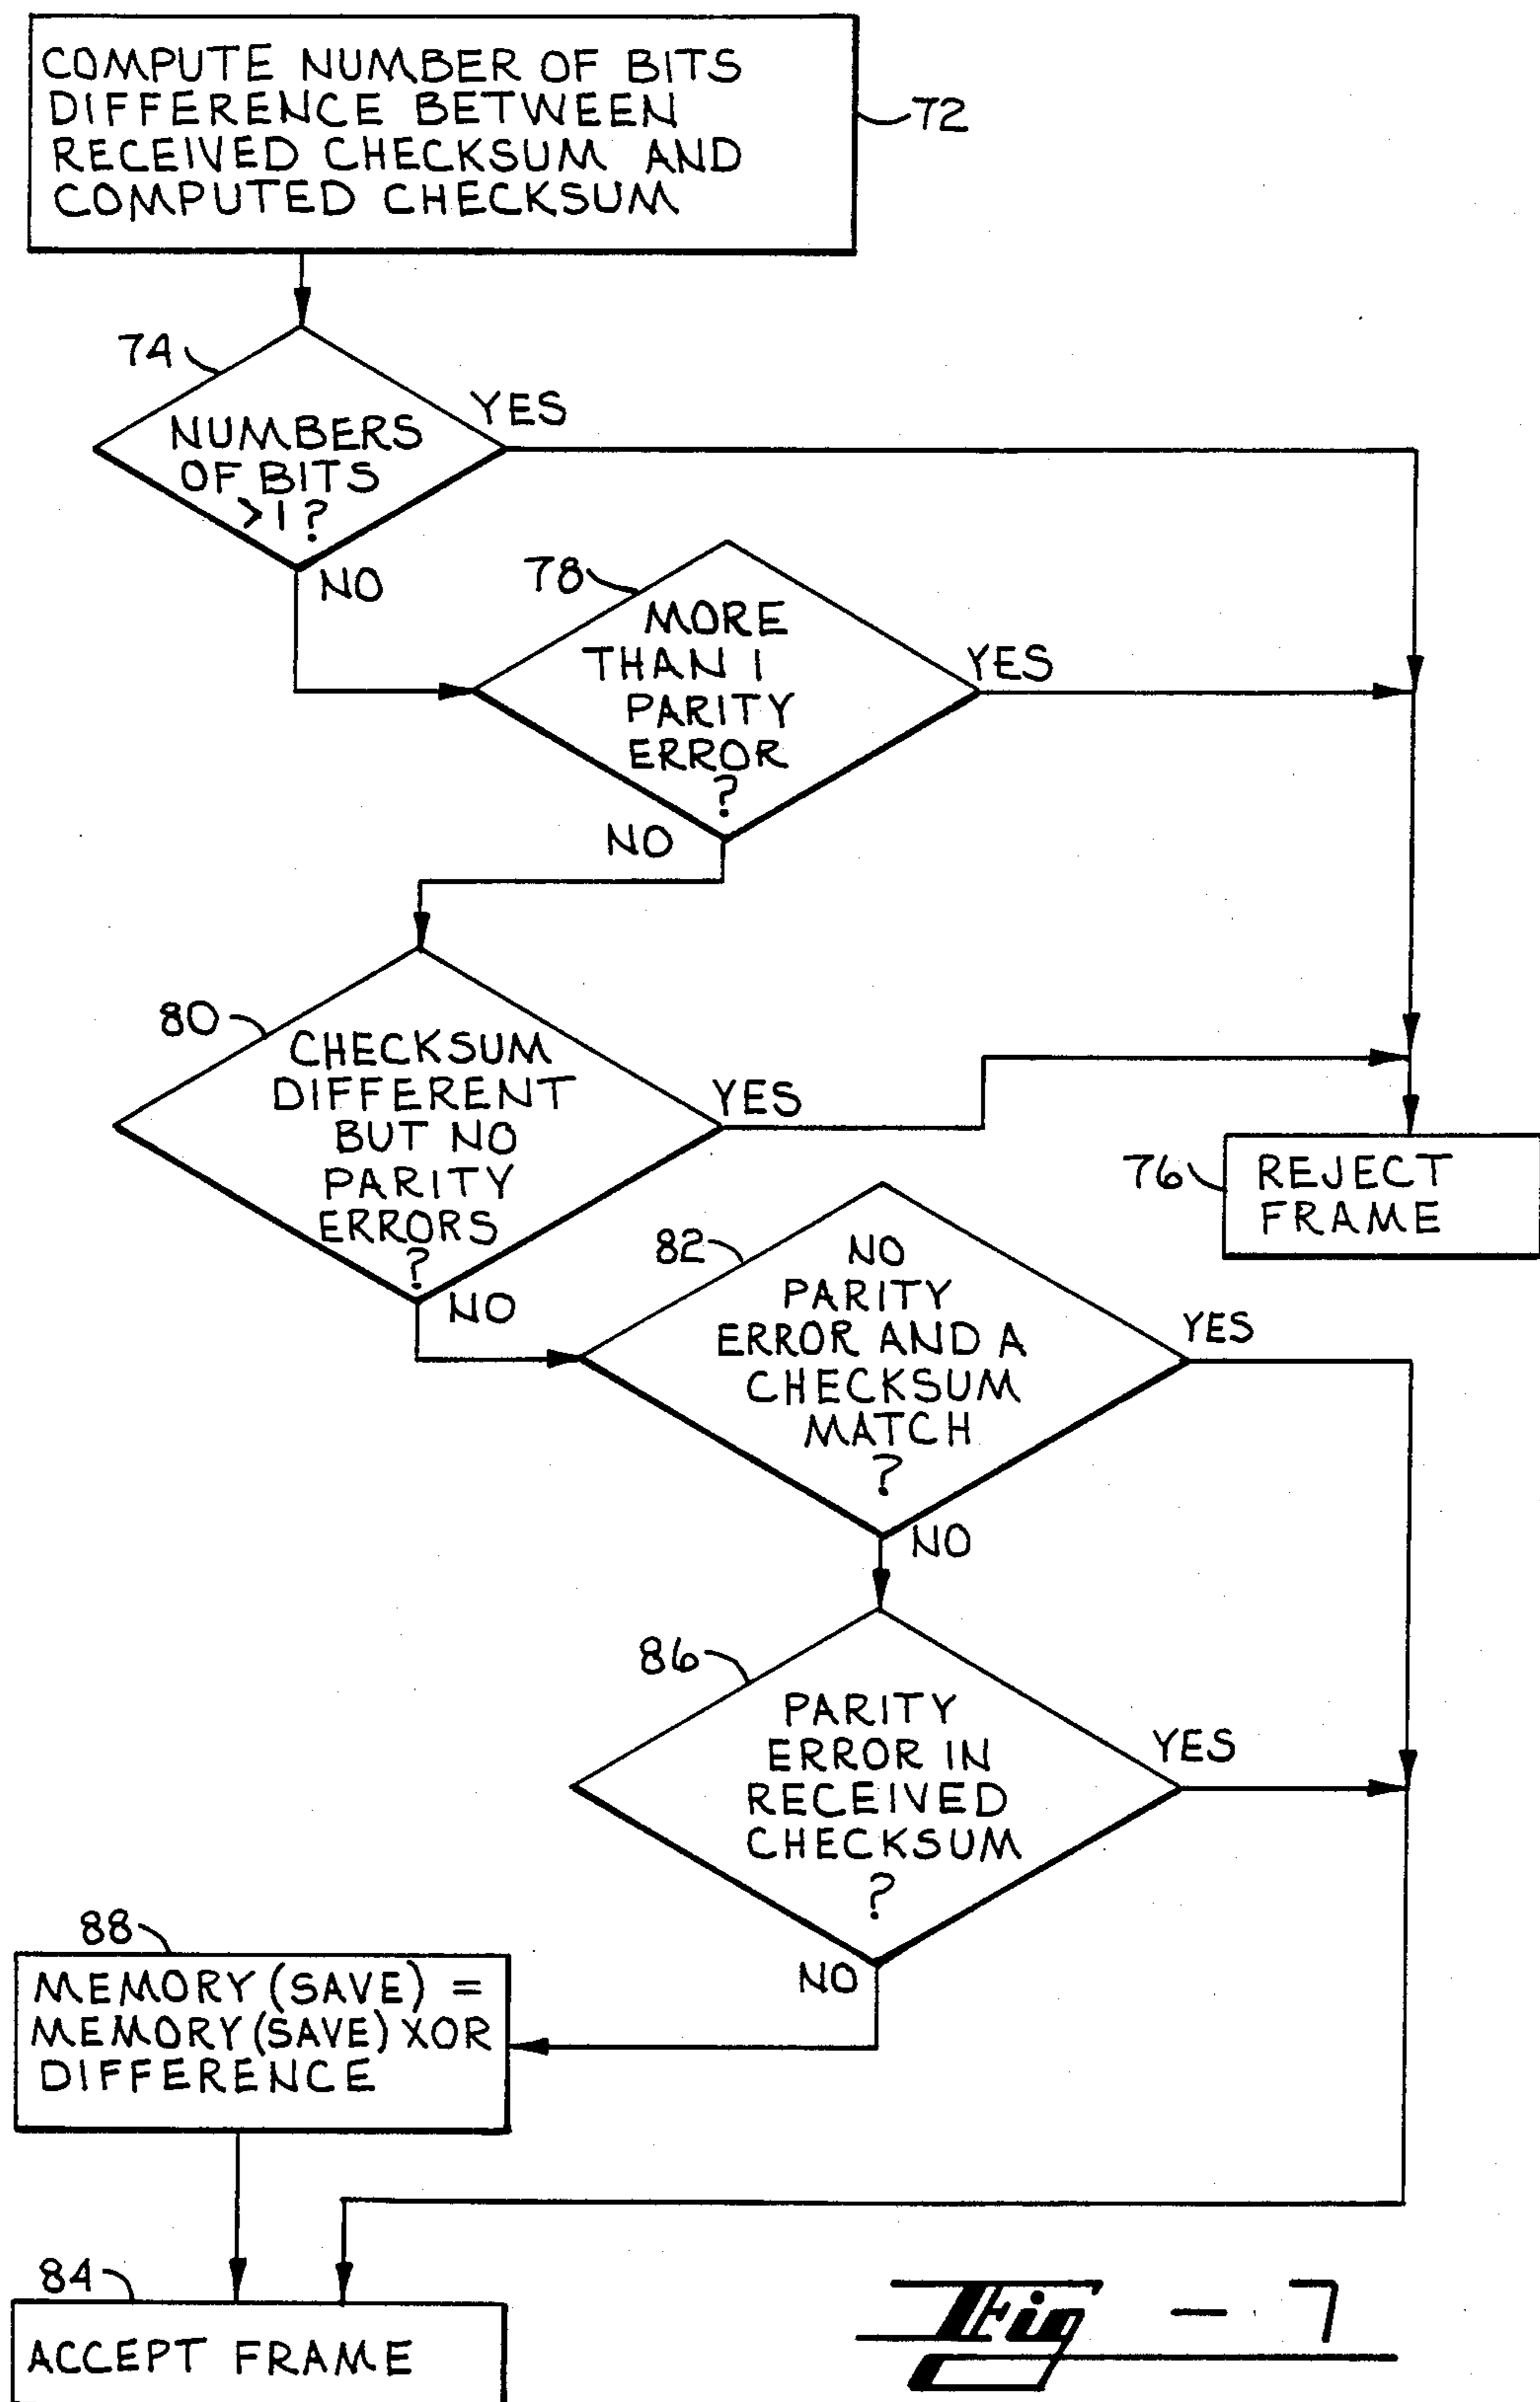 COMPUTE NUMBER OF BITS
DIFFERENCE BETWEEN
RECEIVED CHECKSUM AND
COMPUTED CHECKSUM
72
74
NUMBERS
OF BITS
>1?
YES
NO
78
MORE
THAN 1
PARITY
ERROR
?
YES
NO
80
CHECKSUM
DIFFERENT
BUT NO
PARITY
ERRORS
?
YES
NO
76
REJECT
FRAME
82
NO
PARITY
ERROR AND A
CHECKSUM
MATCH
?
YES
NO
86
PARITY
ERROR IN
RECEIVED
CHECKSUM
?
YES
NO
88
MEMORY (SAVE) =
MEMORY (SAVE) XOR
DIFFERENCE
84
ACCEPT FRAME
Fig - 7